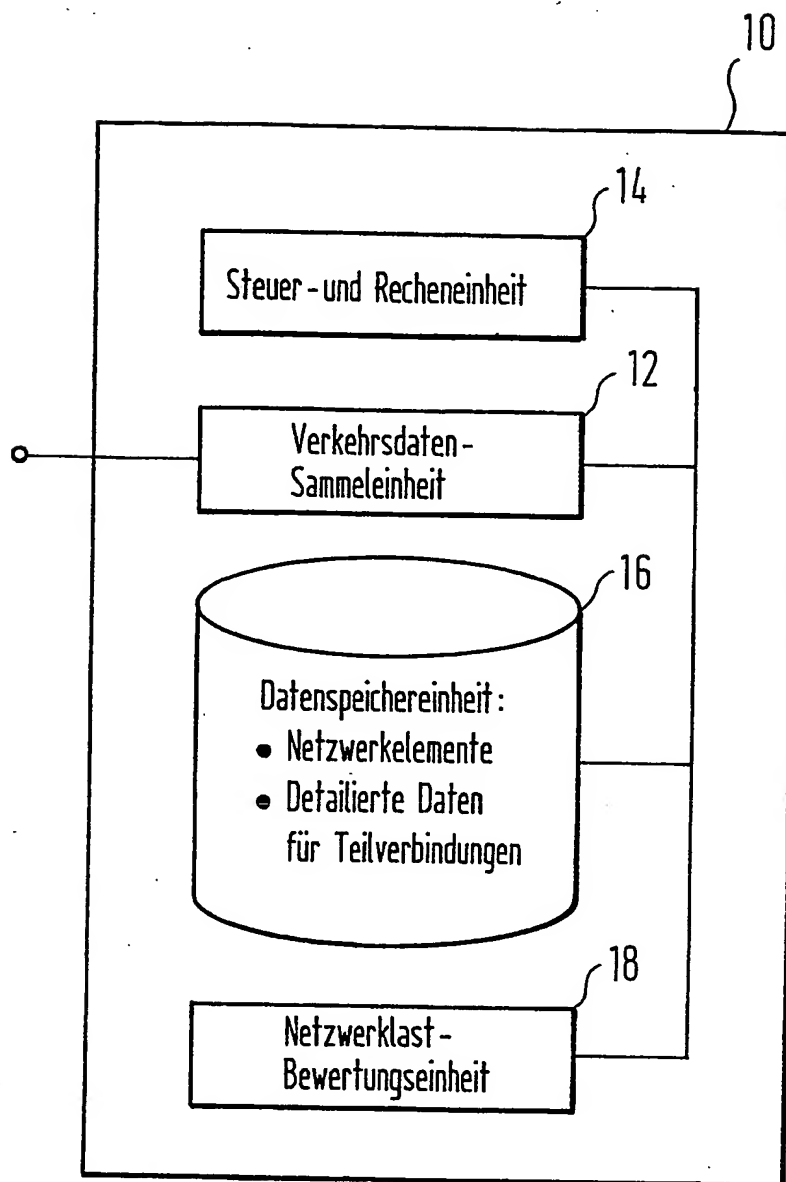 10
14
Steuer-und Recheneinheit
12
Verkehrsdaten-
Sammeleinheit
16
Datenspeichereinheit:
• Netzwerkelemente
• Detailierte Daten
für Teilverbindungen
18
Netzwerklast-
Bewertungseinheit